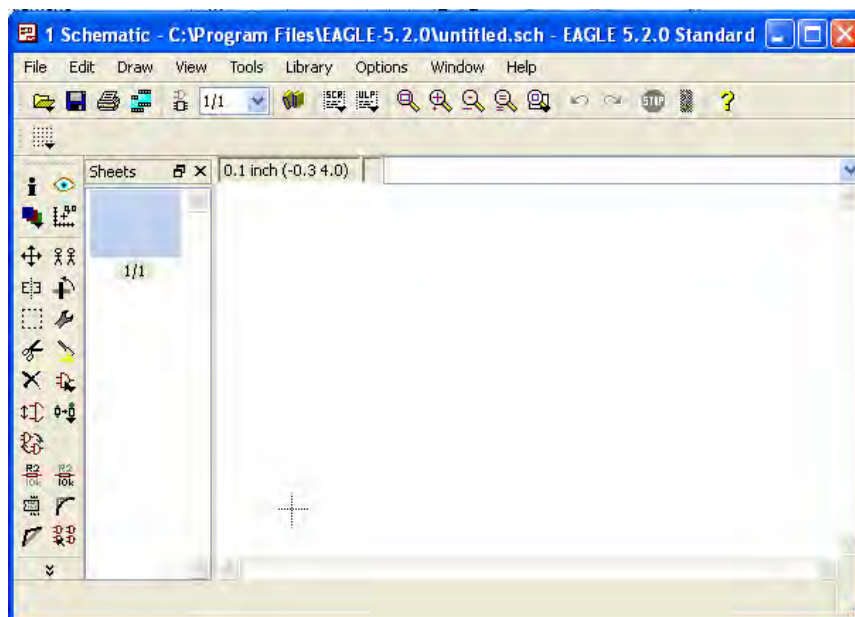 1 Schematic - C:\Program Files\EAGLE-5.2.0\untitled.sch - EAGLE 5.2.0 Standard
File Edit Draw View Tools Library Options Window Help
1/1 SCR ULP STOP ?
Sheets 0.1 inch (-0.3 4.0)
1/1
R2 R2
10k 10k